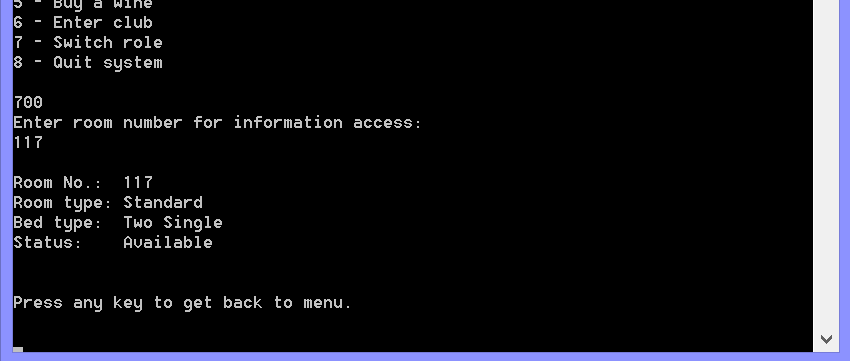 5 - Buy a wine
6 - Enter club
7 - Switch role
8 - Quit system
700
Enter room number for information access:
117
Room No.: 117
Room type: Standard
Bed type: Two Single
Status: Available
Press any key to get back to menu.